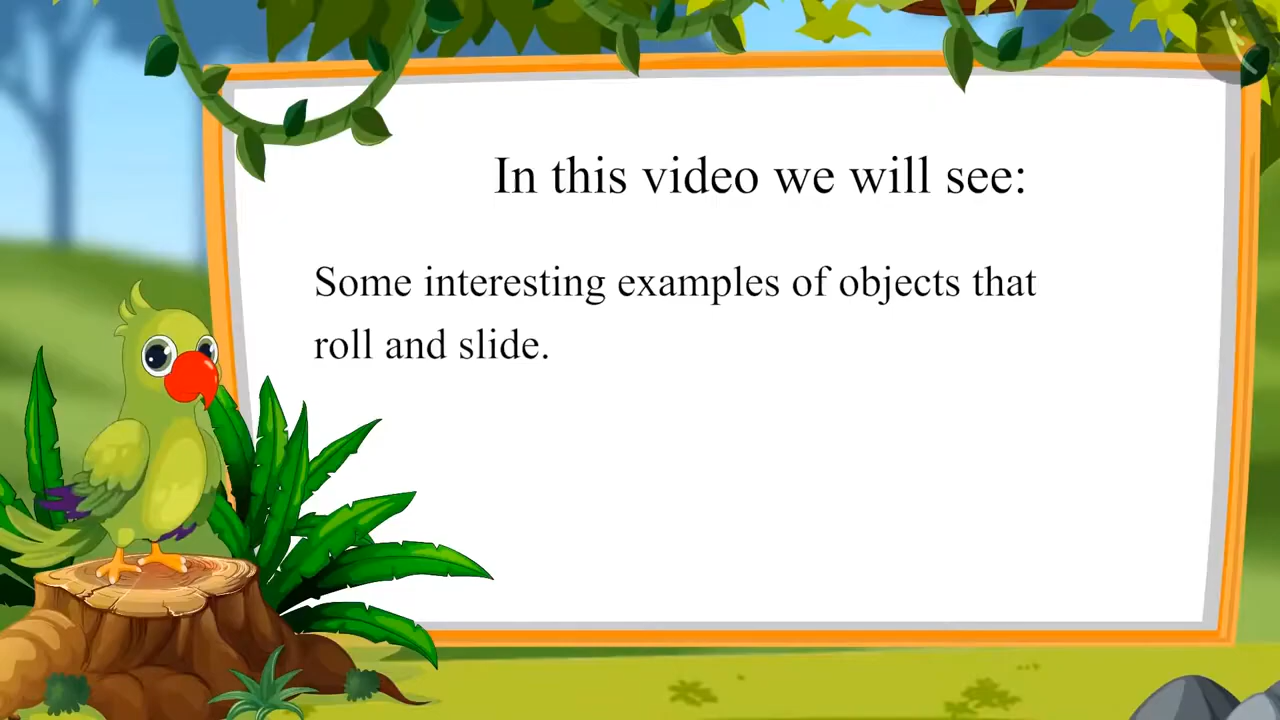 In this video we will see:
Some interesting examples of objects that
roll and slide.